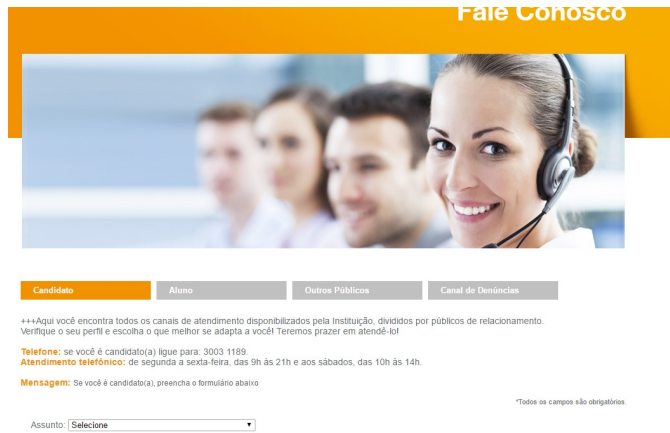 Fale Conosco
Candidato
Aluno
Outros Públicos
Canal de Denúncias
+++Aqui você encontra todos os canais de atendimento disponibilizados pela Instituição, divididos por públicos de relacionamento.
Verifique o seu perfil e escolha o que melhor se adapta a você! Teremos prazer em atendê-lo!
Telefone: se você é candidato(a) ligue para: 3003 1189.
Atendimento telefônico: de segunda a sexta-feira, das 9h às 21h e aos sábados, das 10h às 14h.
Mensagem: Se você é candidato(a), preencha o formulário abaixo
*Todos os campos são obrigatórios.
Assunto: Selecione